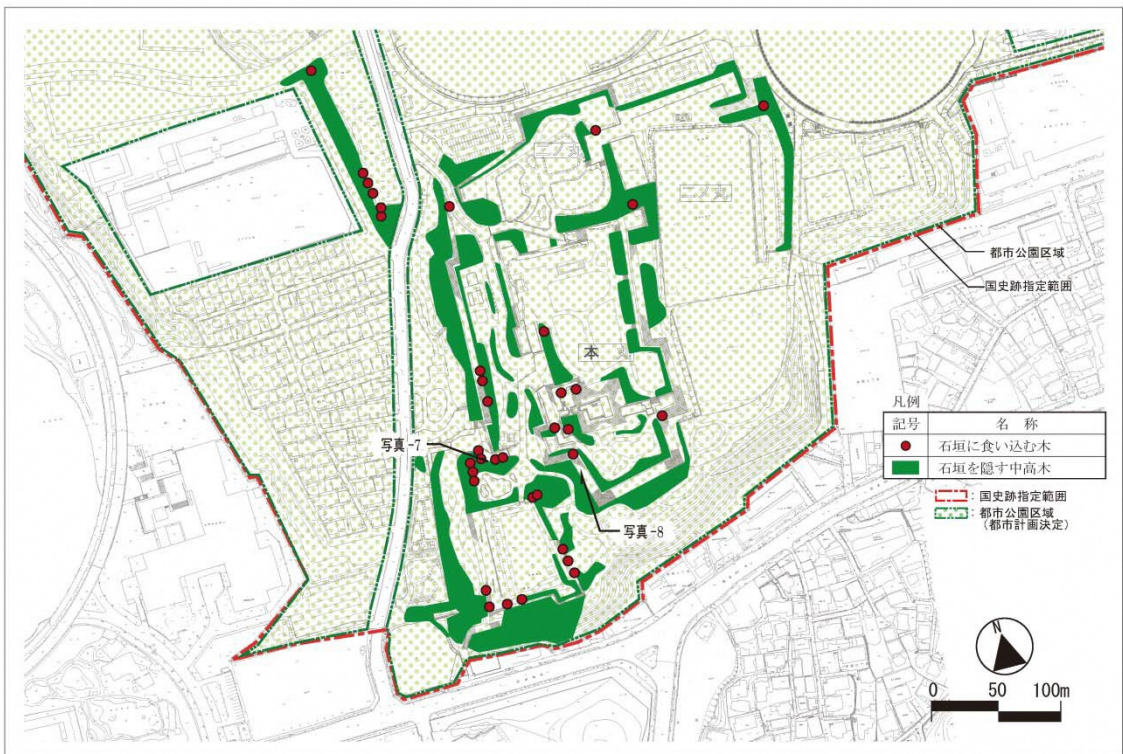 三ノ丸
二ノ丸
本丸
都市公園区域
国史跡指定範囲
写真-7
写真-8
凡例
記号 名称
石垣に食い込む木
石垣を隠す中高木
: 国史跡指定範囲
: 都市公園区域
(都市計画決定)
N
0 50 100m